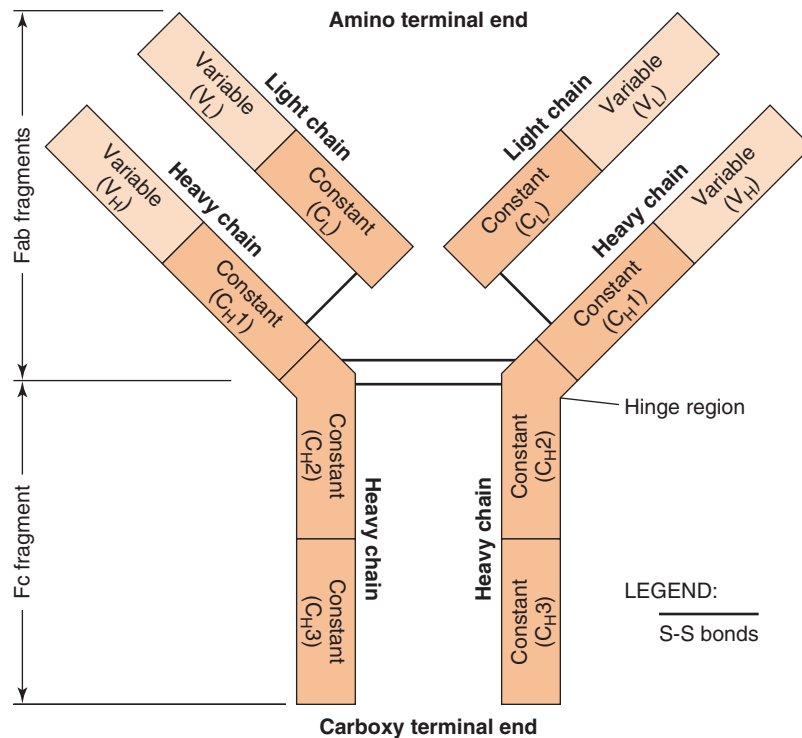 Amino terminal end
Variable
(VL)
Light chain
Constant
(CL)
Variable
(VH)
Heavy chain
Constant
(CH1)
Light chain
Variable
(VL)
Constant
(CL)
Heavy chain
Variable
(VH)
Constant
(CH1)
Fab fragments
Hinge region
Constant
(CH2)
Heavy chain
Constant
(CH3)
Constant
(CH2)
Heavy chain
Constant
(CH3)
Fc fragment
LEGEND:
S-S bonds
Carboxy terminal end